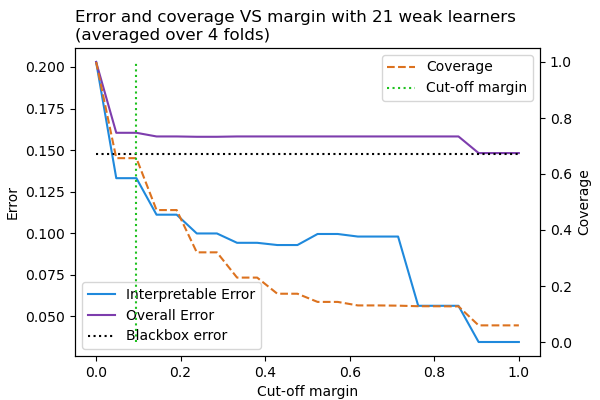 Error and coverage VS margin with 21 weak learners
(averaged over 4 folds)
Error
0.200
0.175
0.150
0.125
0.100
0.075
0.050
Coverage
Cut-off margin
Interpretable Error
Overall Error
Blackbox error
1.0
0.8
0.6
0.4
0.2
0.0
Coverage
0.0 0.2 0.4 0.6 0.8 1.0
Cut-off margin